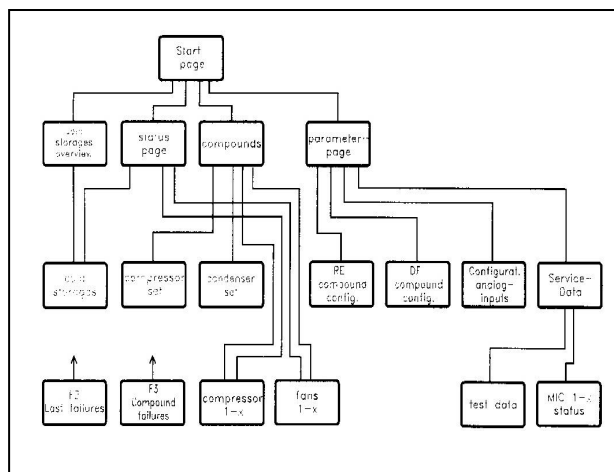 Start
page
storages
overview
status
page
compounds
parameter-
page
storages
compressor
set
condenser
set
RE
compound
config.
DF
compound
config.
Configurat.
analog-
inputs
Service-
Data
Last failures
F3
Compound
failures
compressor
1-x
fans
1-x
test data
MIC 1-x
status